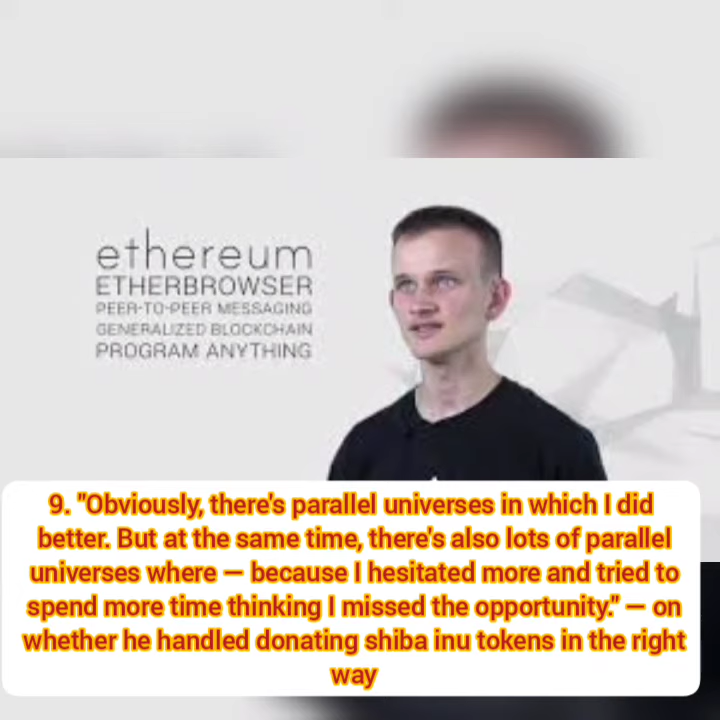 ethereum
ETHERBROWSER
PEER-TO-PEER MESSAGING
GENERALIZED BLOCKCHAIN
PROGRAM ANYTHING
9. "Obviously, there's parallel universes in which I did
better. But at the same time, there's also lots of parallel
universes where — because I hesitated more and tried to
spend more time thinking I missed the opportunity." — on
whether he handled donating shiba inu tokens in the right
way